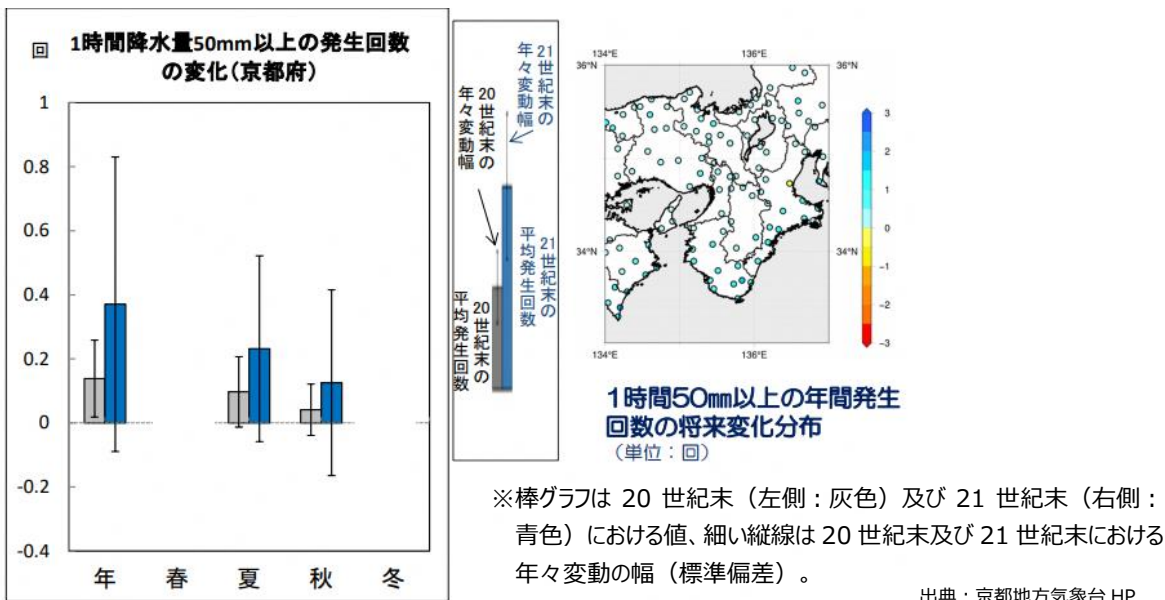 回
1時間降水量50mm以上の発生回数
の変化(京都府)
1
0.8
0.6
0.4
0.2
0
-0.2
-0.4
年 春 夏 秋 冬
21世紀末の
年々変動幅
20世紀末の
年々変動幅
21世紀末の
平均発生回数
20世紀末の
平均発生回数
134°E 136°E
36°N 36°N
34°N 34°N
134°E 136°E
3
2
1
0
-1
-2
-3
1時間50㎜以上の年間発生
回数の将来変化分布
(単位:回)
※棒グラフは 20 世紀末(左側:灰色)及び 21 世紀末(右側:
青色)における値、細い縦線は 20 世紀末及び 21 世紀末における
年々変動の幅(標準偏差)。
出典:京都地方気象台 HP